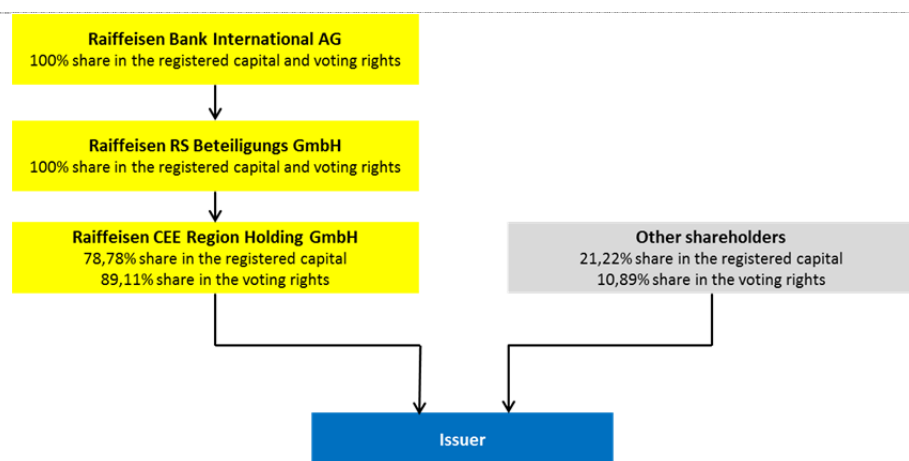 Raiffeisen Bank International AG
100% share in the registered capital and voting rights
Raiffeisen RS Beteiligungs GmbH
100% share in the registered capital and voting rights
Raiffeisen CEE Region Holding GmbH
78,78% share in the registered capital
89,11% share in the voting rights
Other shareholders
21,22% share in the registered capital
10,89% share in the voting rights
Issuer